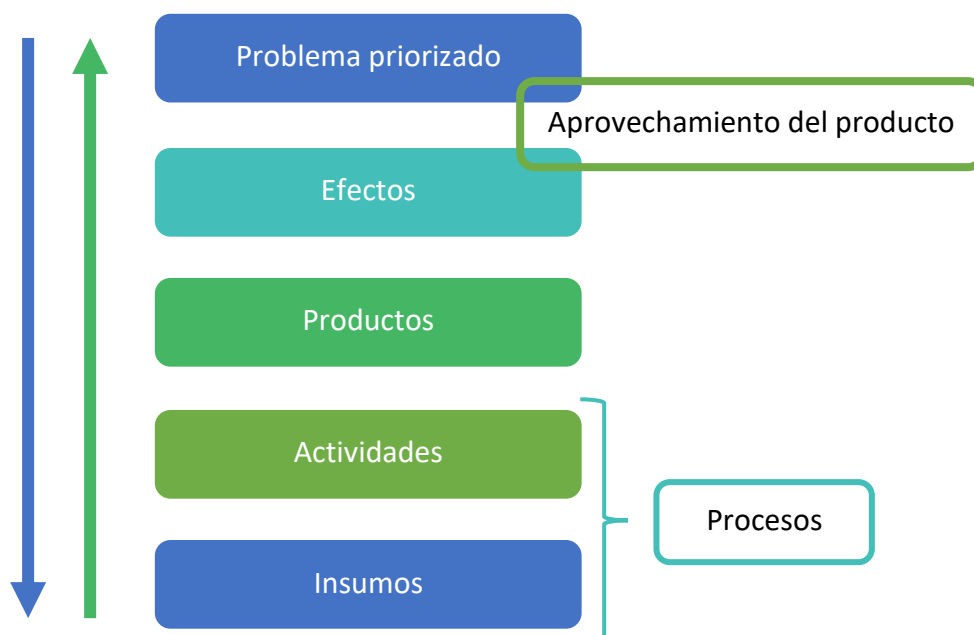 Problema priorizado
Aprovechamiento del producto
Efectos
Productos
Actividades
Procesos
Insumos